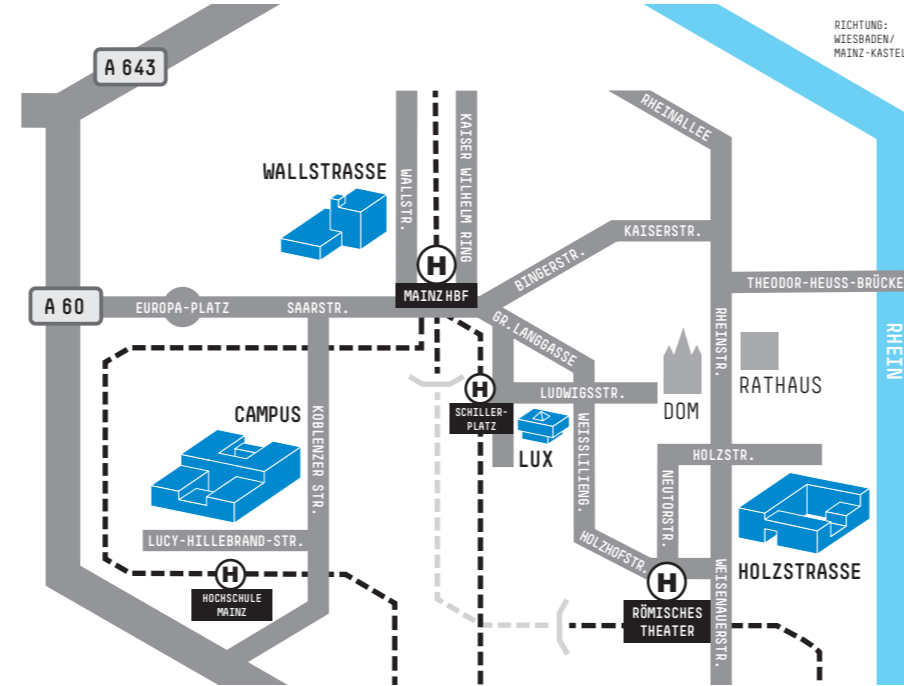 RICHTUNG:
WIESBADEN/
MAINZ-KASTEL
A 643
RHEINALLEE
WALLSTRASSE
WALLSTR.
KAISER WILHELM RING
KAISERSTR.
BINGERSTR.
H
MAINZ HBF
THEODOR-HEUSS-BRÜCKE
A 60
EUROPA-PLATZ
SAARSTR.
GR. LANGGASSE
RHEINSTR.
RHEIN
H
SCHILLER-
PLATZ
LUDWIGSSTR.
DOM
RATHAUS
CAMPUS
KOBLENZER STR.
LUX
WEISSLILIENG.
HOLZSTR.
NEUTORSTR.
LUCY-HILLEBRAND-STR.
HOLZHOFSTR.
HOLZSTRASSE
H
HOCHSCHULE
MAINZ
H
RÖMISCHES
THEATER
WEISENAUERSTR.